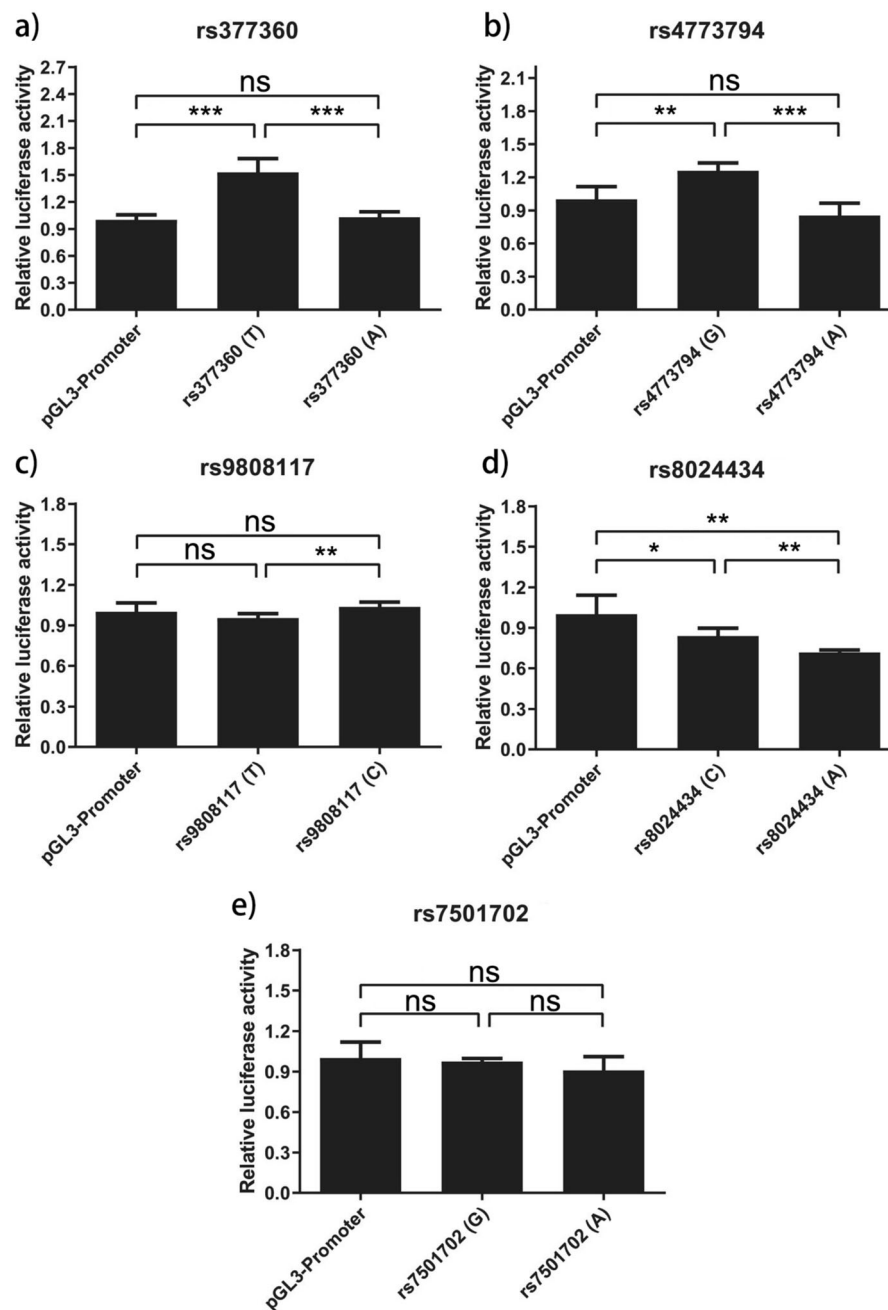 a)
rs377360
Relative luciferase activity
2.7
2.4
2.1
1.8
1.5
1.2
0.9
0.6
0.3
0.0
ns
*** ***
pGL3-Promoter
rs377360 (T)
rs377360 (A)
b)
rs4773794
Relative luciferase activity
2.1
1.8
1.5
1.2
0.9
0.6
0.3
0.0
ns
** ***
pGL3-Promoter
rs4773794 (G)
rs4773794 (A)
c)
rs9808117
Relative luciferase activity
1.8
1.5
1.2
0.9
0.6
0.3
0.0
ns
ns **
pGL3-Promoter
rs9808117 (T)
rs9808117 (C)
d)
rs8024434
Relative luciferase activity
1.8
1.5
1.2
0.9
0.6
0.3
0.0
**
* **
pGL3-Promoter
rs8024434 (C)
rs8024434 (A)
e)
rs7501702
Relative luciferase activity
1.8
1.5
1.2
0.9
0.6
0.3
0.0
ns
ns ns
pGL3-Promoter
rs7501702 (G)
rs7501702 (A)